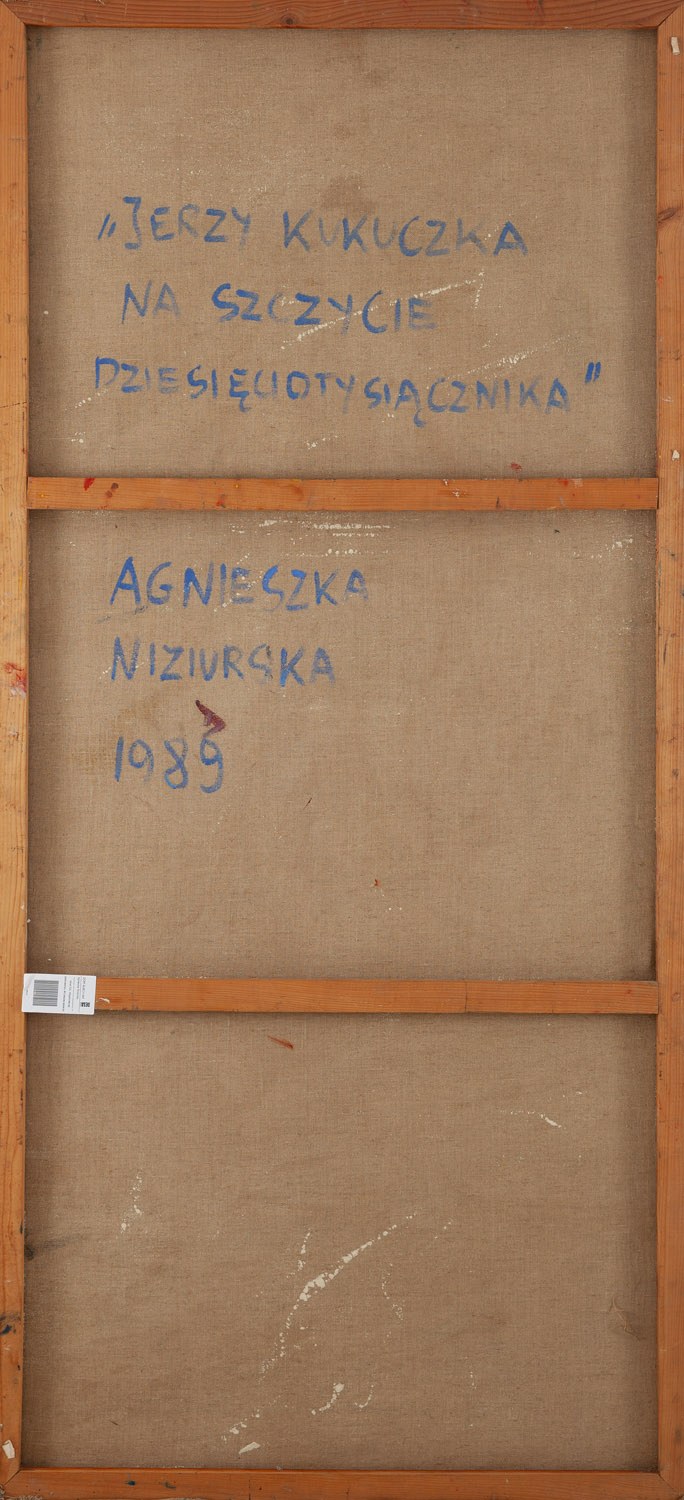 „JERZY KUKUCZKA
NA SZCZYCIE
DZIESIĘCIOTYSIĄCZNIKA"
AGNIESZKA
NIZIURSKA
1989